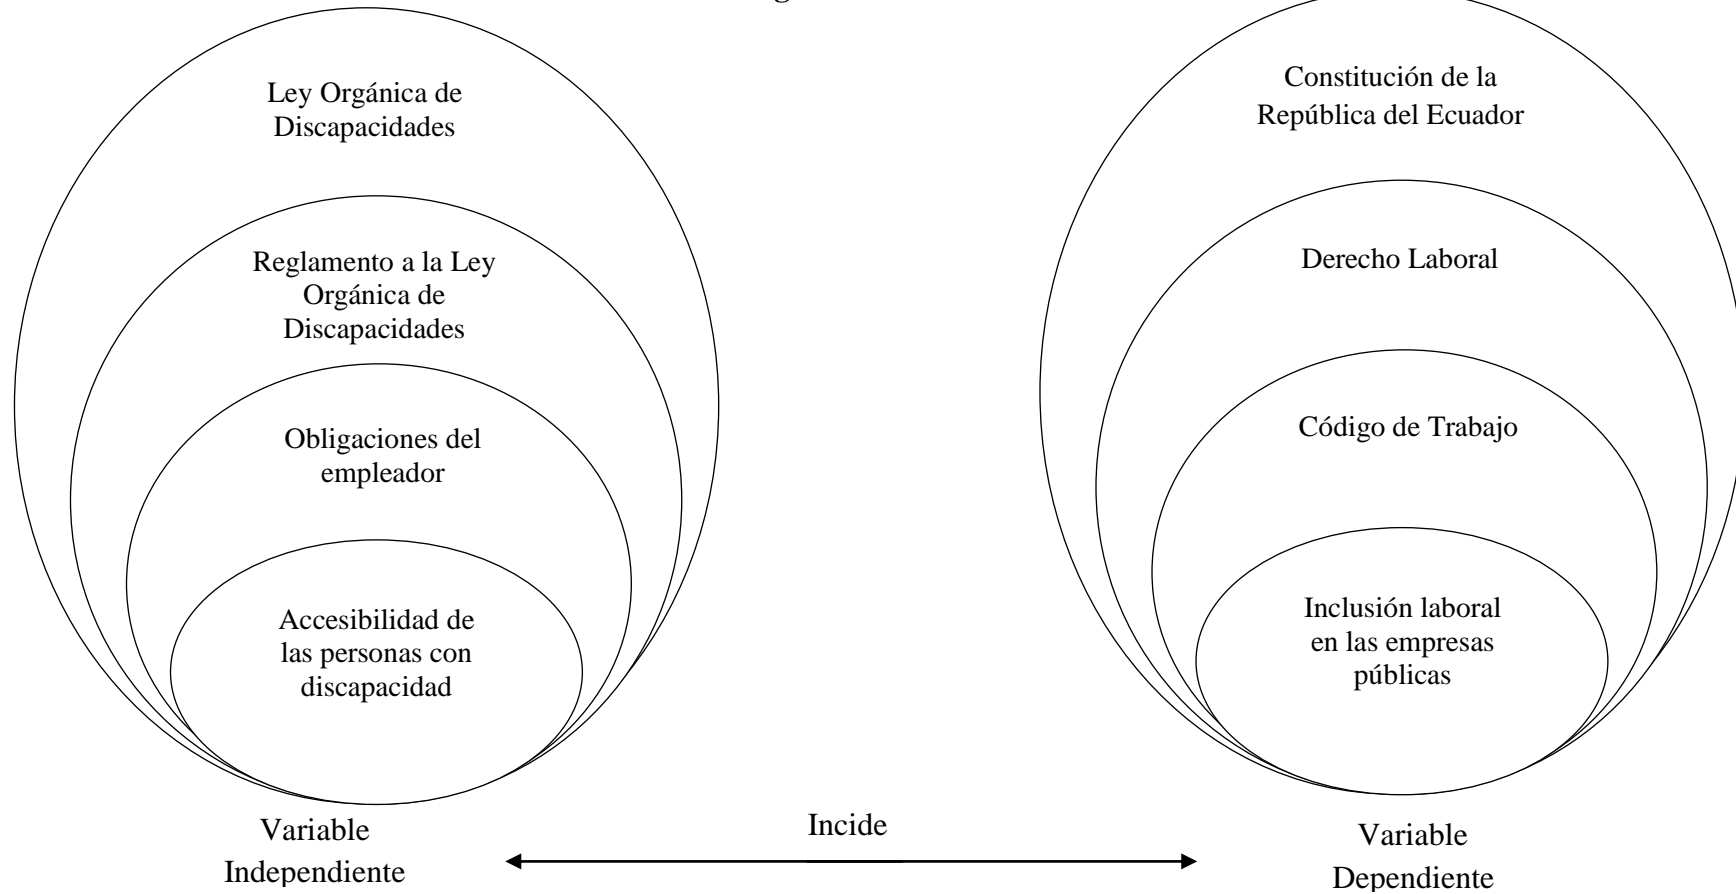 Ley Orgánica de
Discapacidades
Reglamento a la Ley
Orgánica de
Discapacidades
Obligaciones del
empleador
Accesibilidad de
las personas con
discapacidad
Variable
Independiente
Incide
Constitución de la
República del Ecuador
Derecho Laboral
Código de Trabajo
Inclusión laboral
en las empresas
públicas
Variable
Dependiente